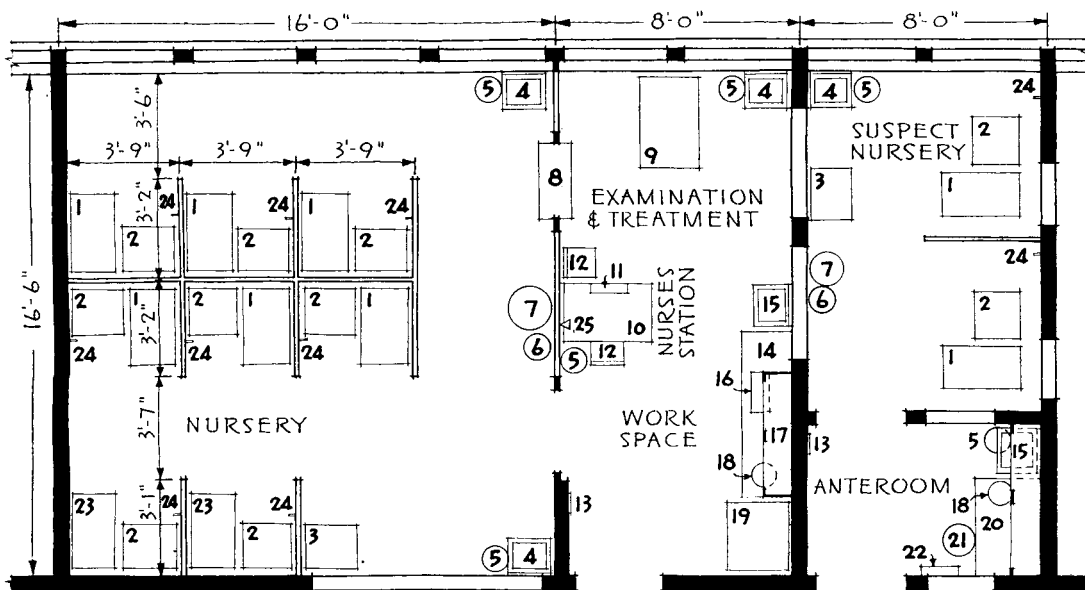 16'-0" 8'-0" 8'-0"
5 4 4 5 4 5 24
3'-6"
3'-9" 3'-9" 3'-9"
SUSPECT
NURSERY
2
9
8
3
1
16'-6"
3'-2"
1 24 2 1 24 2 1 24 2
EXAMINATION
& TREATMENT
24
12 11
7
6
NURSES
STATION
15
2 1 2 1 2 1
3'-2"
24 24 24
7
6
25
10
5 12
14
2
1
16
3'-7"
NURSERY
WORK
SPACE
17
13
5 15
18
ANTEROOM
18
20
3'-1"
23 24 2 23 24 2 3
13
19
21
22
5 4